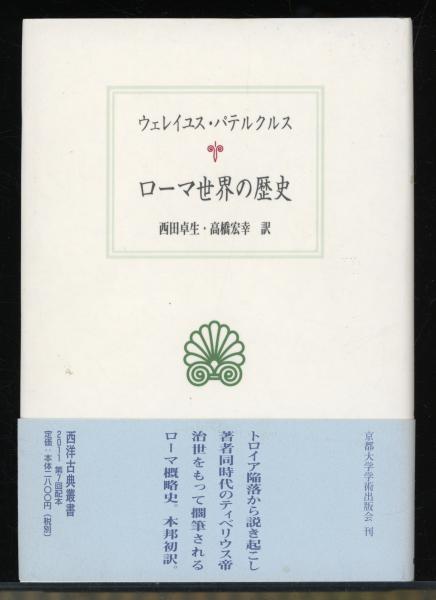 ウェレイユス・パテルクルス
ローマ世界の歴史
西田卓生・高橋宏幸 訳
京都大学学術出版会 刊
トロイア陥落から説き起こし
著者同時代のティベリウス帝
治世をもって擱筆される
ローマ概略史。本邦初訳。
西洋古典叢書
2011 第7回配本
定価:本体二八〇〇円(税別)